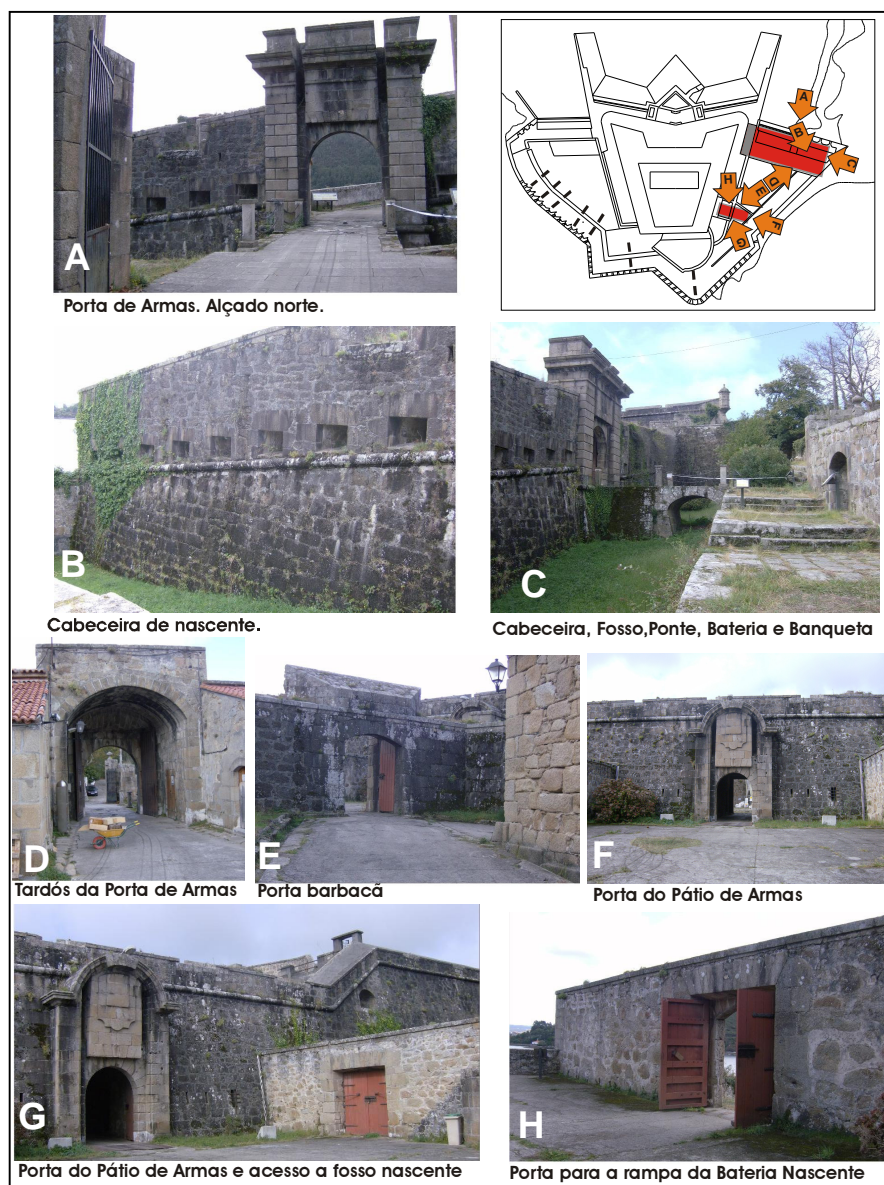 A
Porta de Armas. Alçado norte.
A
B
C
D
E
F
G
H
B
Cabeceira de nascente.
C
Cabeceira, Fosso,Ponte, Bateria e Banqueta
D
Tardós da Porta de Armas
E
Porta barbacã
F
Porta do Pátio de Armas
G
Porta do Pátio de Armas e acesso a fosso nascente
H
Porta para a rampa da Bateria Nascente